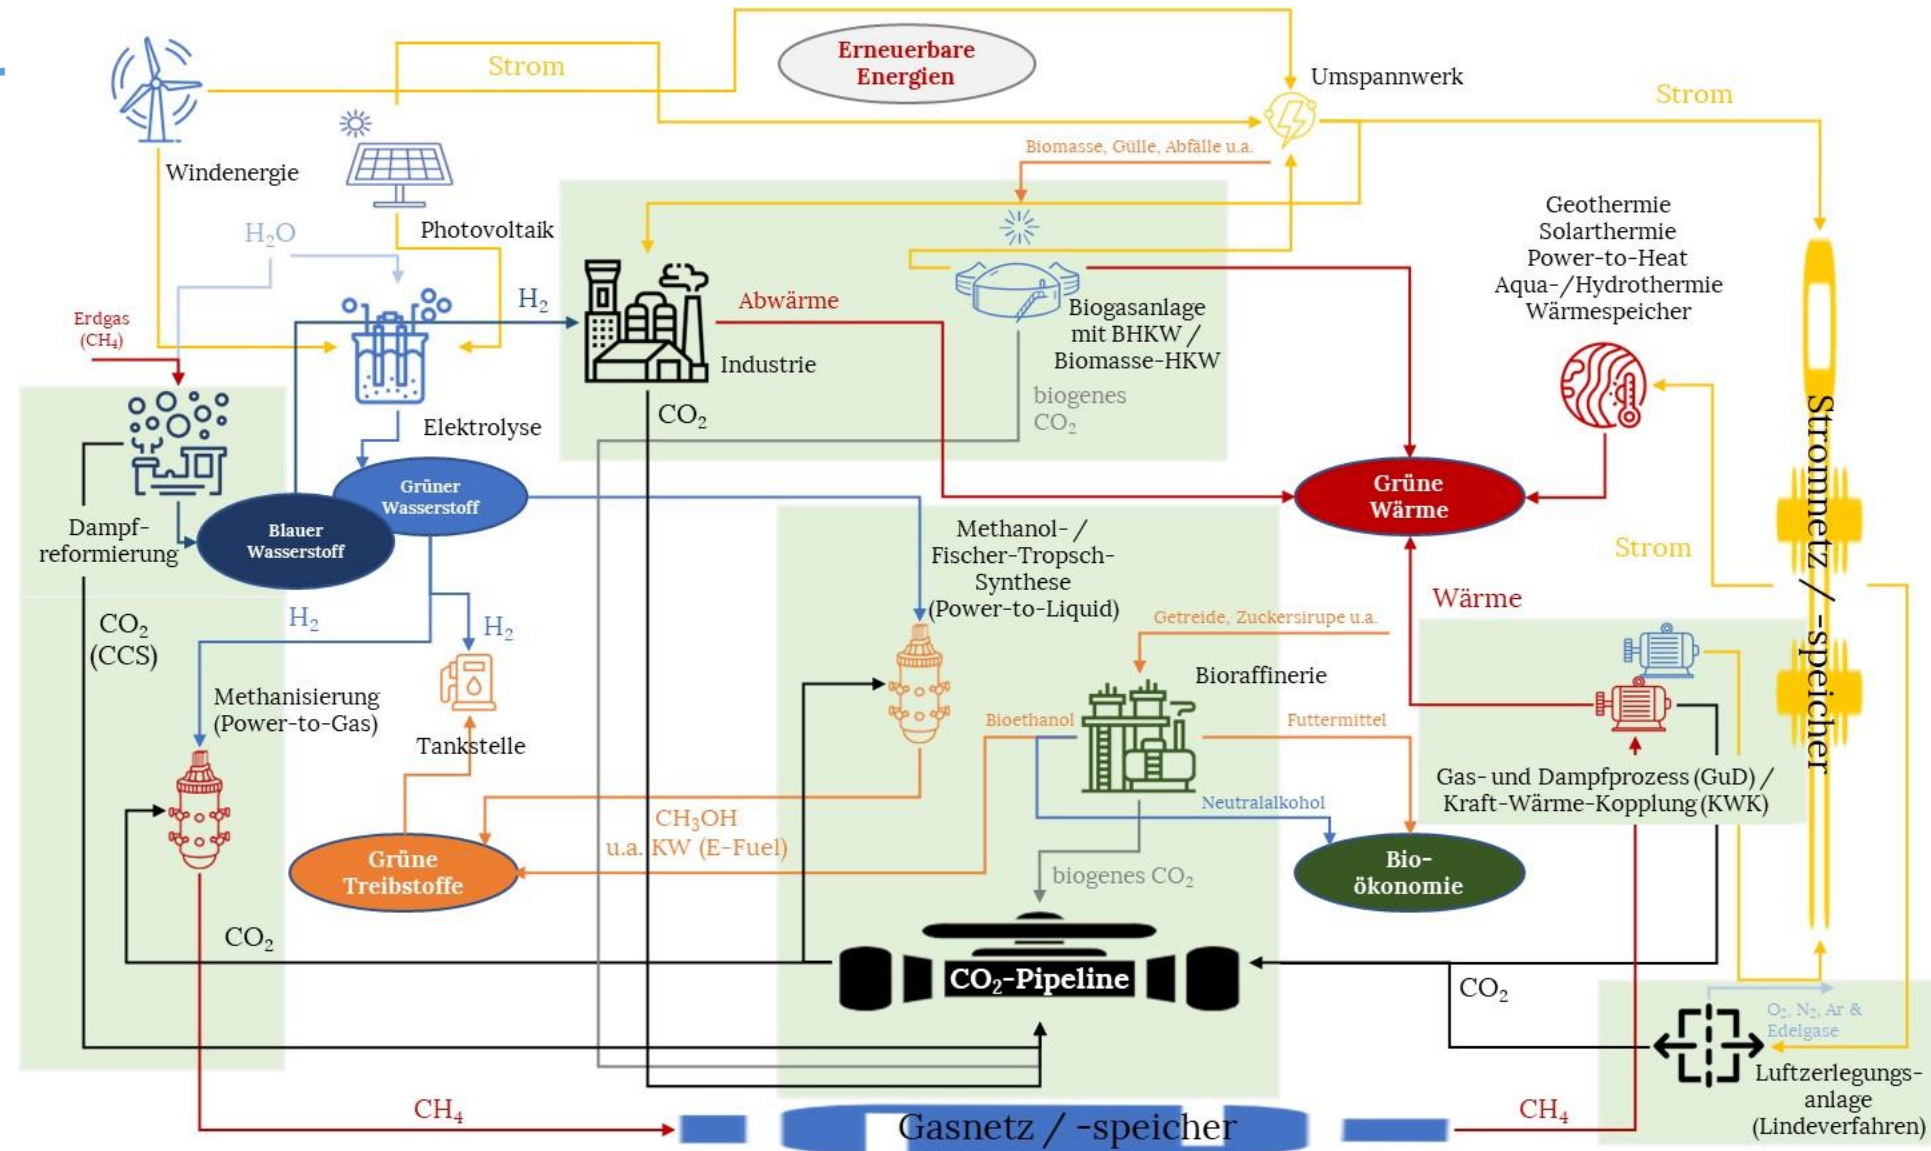 Erneuerbare
Energien
Strom
Umspannwerk
Strom
Biomasse, Gülle, Abfälle u.a.
Windenergie
Photovoltaik
H₂O
Geothermie
Solarthermie
Power-to-Heat
Aqua-/Hydrothermie
Wärmespeicher
H₂
Abwärme
Biogasanlage
mit BHKW /
Biomasse-HKW
Erdgas
(CH₄)
Industrie
biogenes
CO₂
CO₂
Elektrolyse
Grüner
Wasserstoff
Blauer
Wasserstoff
Dampf-
reformierung
Grüne
Wärme
Stromnetz / -speicher
Methanol- /
Fischer-Tropsch-
Synthese
(Power-to-Liquid)
Strom
Wärme
CO₂
(CCS)
H₂
H₂
Getreide, Zuckersirupe u.a.
Bioraffinerie
Methanisierung
(Power-to-Gas)
Tankstelle
Bioethanol
Futtermittel
Gas- und Dampfprozess (GuD) /
Kraft-Wärme-Kopplung (KWK)
Neutralalkohol
CH₃OH
u.a. KW (E-Fuel)
Grüne
Treibstoffe
biogenes CO₂
Bio-
ökonomie
CO₂
CO₂-Pipeline
CO₂
O₂, N₂, Ar &
Edelgase
Luftzerlegungs-
anlage
(Lindeverfahren)
CH₄
Gasnetz / -speicher
CH₄